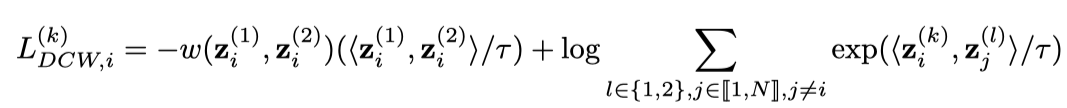 $L_{DCW,i}^{(k)} = -w(\mathbf{z}_i^{(1)}, \mathbf{z}_i^{(2)})(\langle \mathbf{z}_i^{(1)}, \mathbf{z}_i^{(2)} \rangle / \tau) + \log \sum_{l \in \{1,2\}, j \in [\![1,N]\!], j \neq i} \exp(\langle \mathbf{z}_i^{(k)}, \mathbf{z}_j^{(l)} \rangle / \tau)$